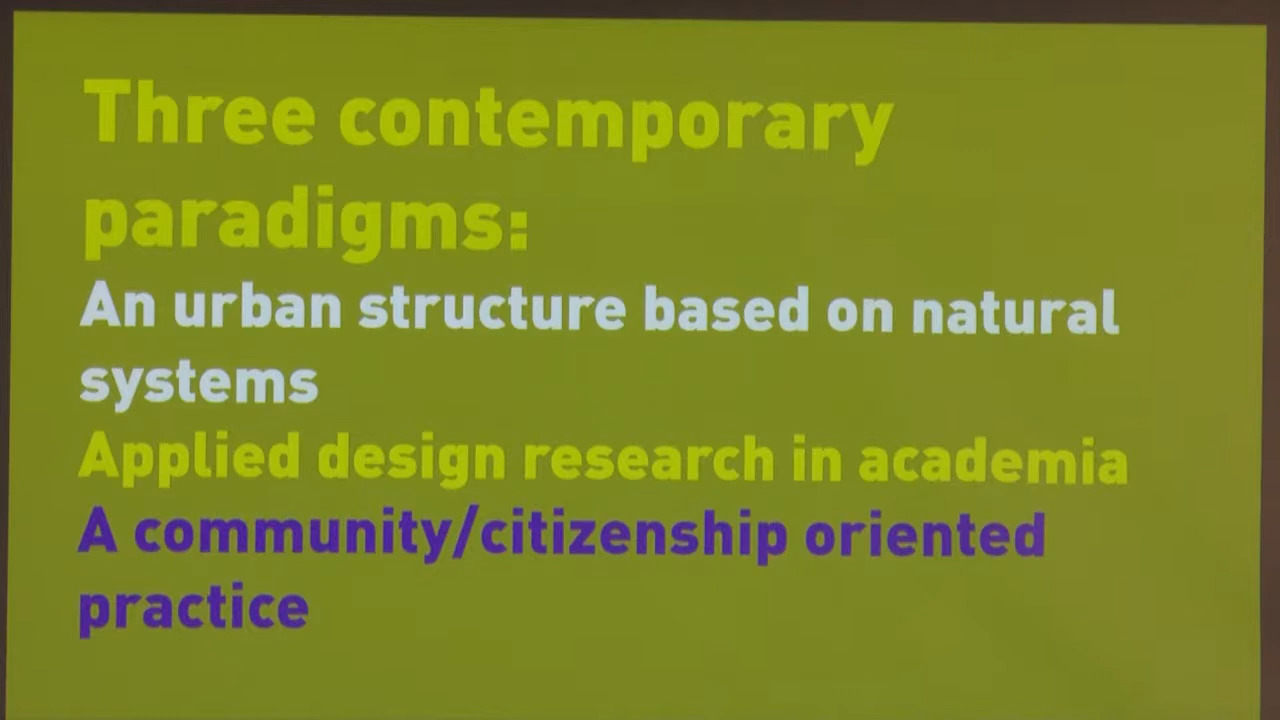 Three contemporary
paradigms:
An urban structure based on natural
systems
Applied design research in academia
A community/citizenship oriented
practice